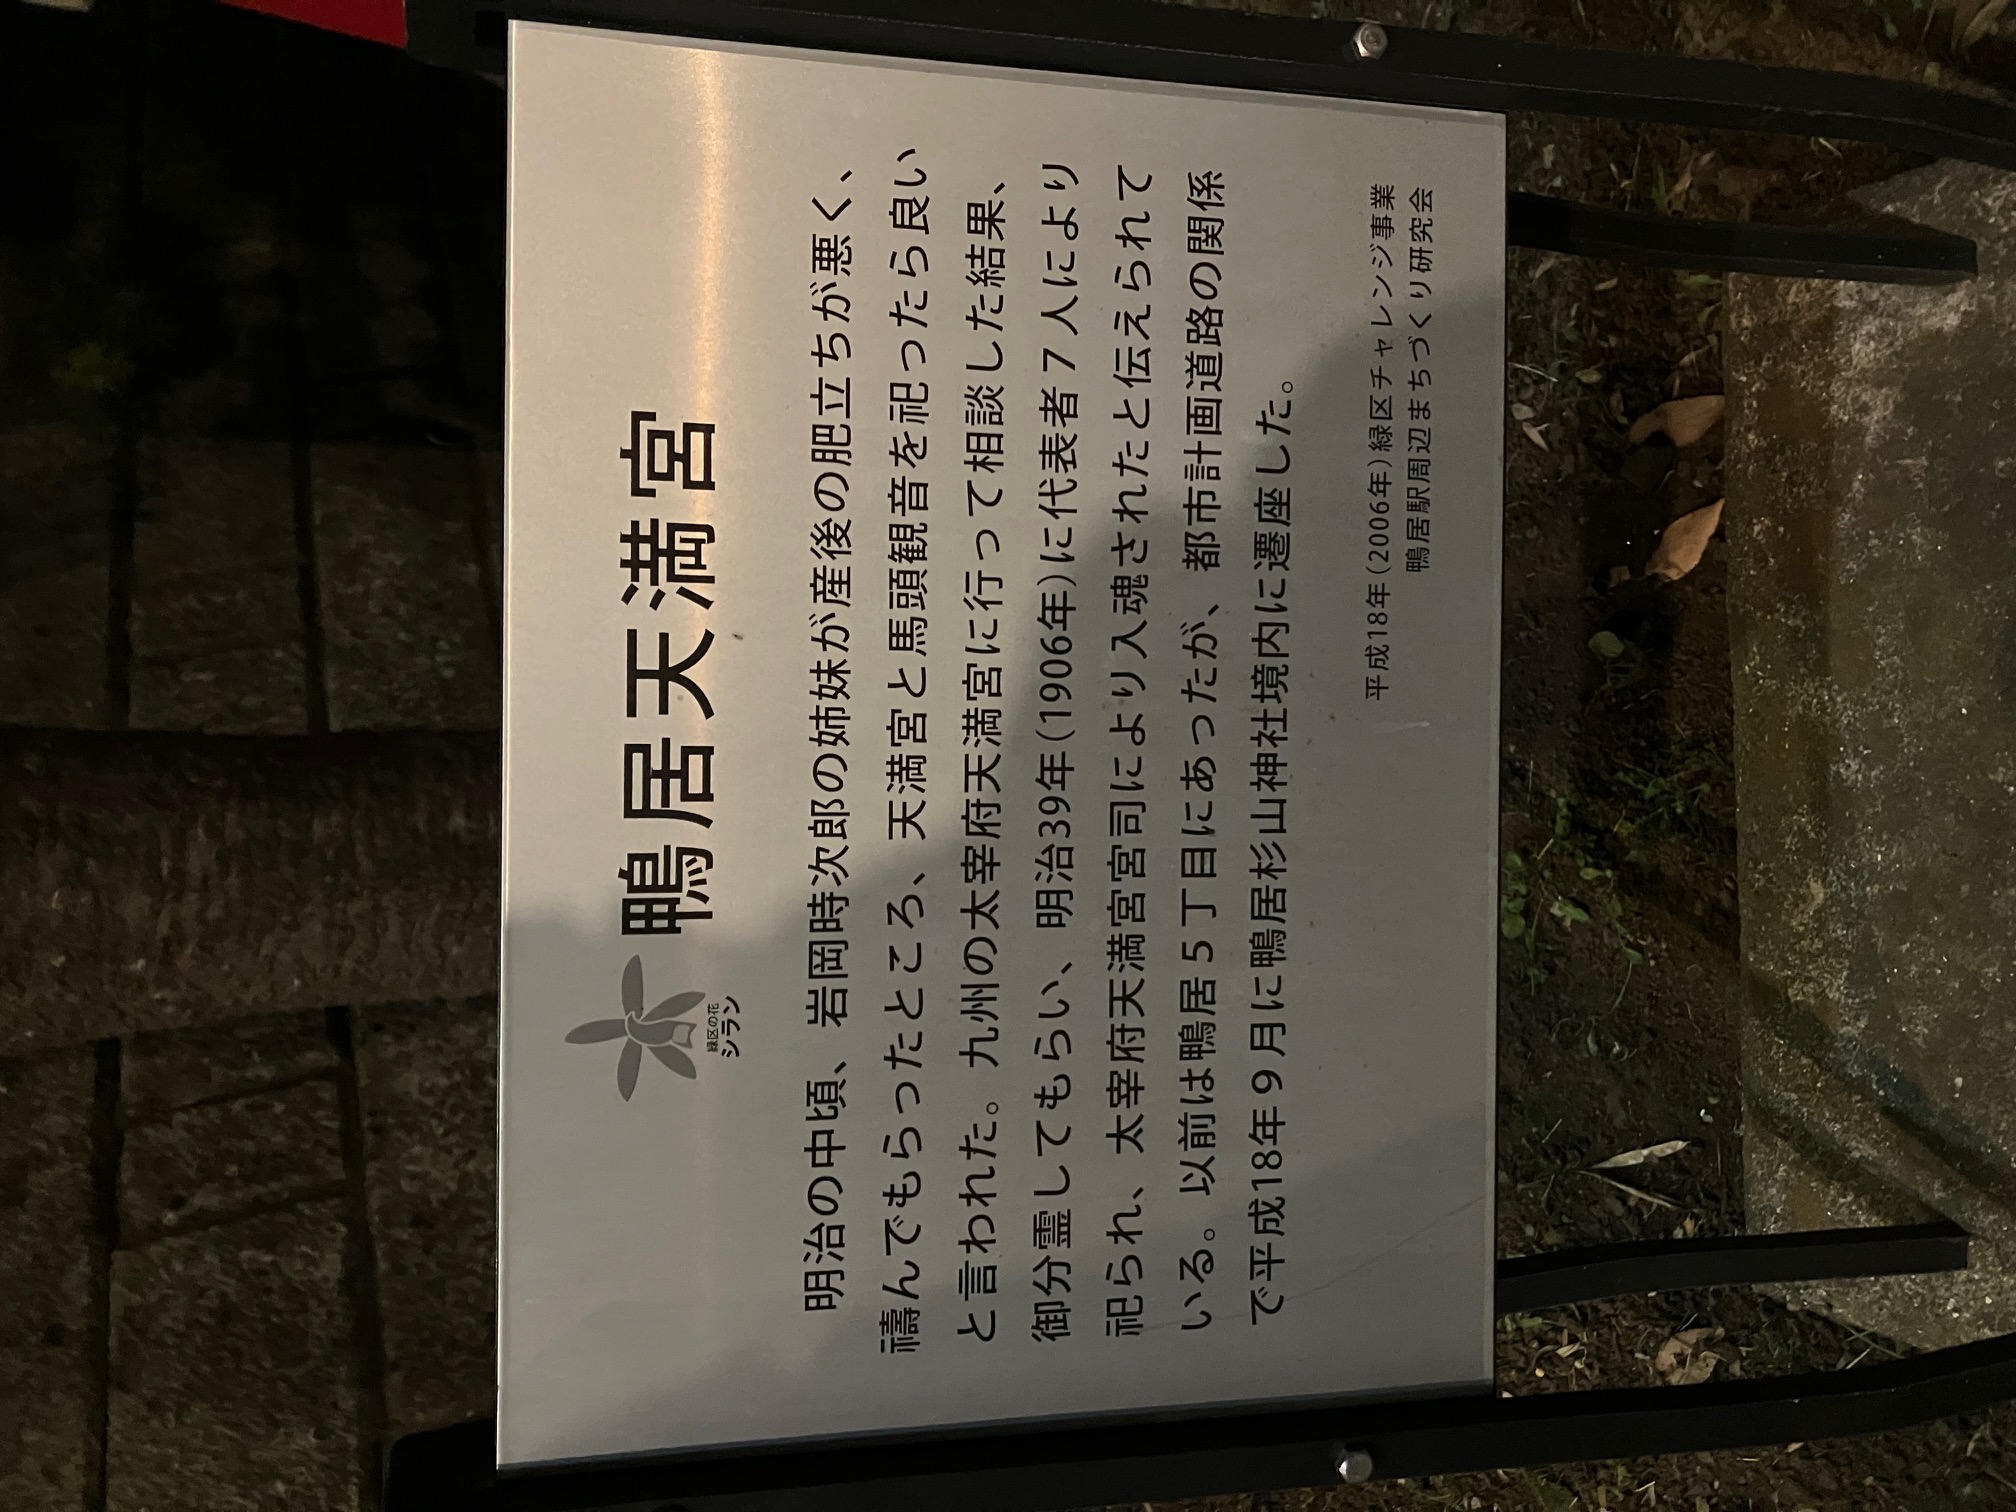 鴨居天満宮
緑区の花
シラン
明治の中頃、岩岡時次郎の姉妹が産後の肥立ちが悪く、
禱んでもらったところ、天満宮と馬頭観音を祀ったら良い
と言われた。九州の太宰府天満宮に行って相談した結果、
御分霊してもらい、明治39年(1906年)に代表者7人により
祀られ、太宰府天満宮宮司により入魂されたと伝えられて
いる。以前は鴨居5丁目にあったが、都市計画道路の関係
で平成18年9月に鴨居杉山神社境内に遷座した。
平成18年(2006年)緑区チャレンジ事業
鴨居駅周辺まちづくり研究会